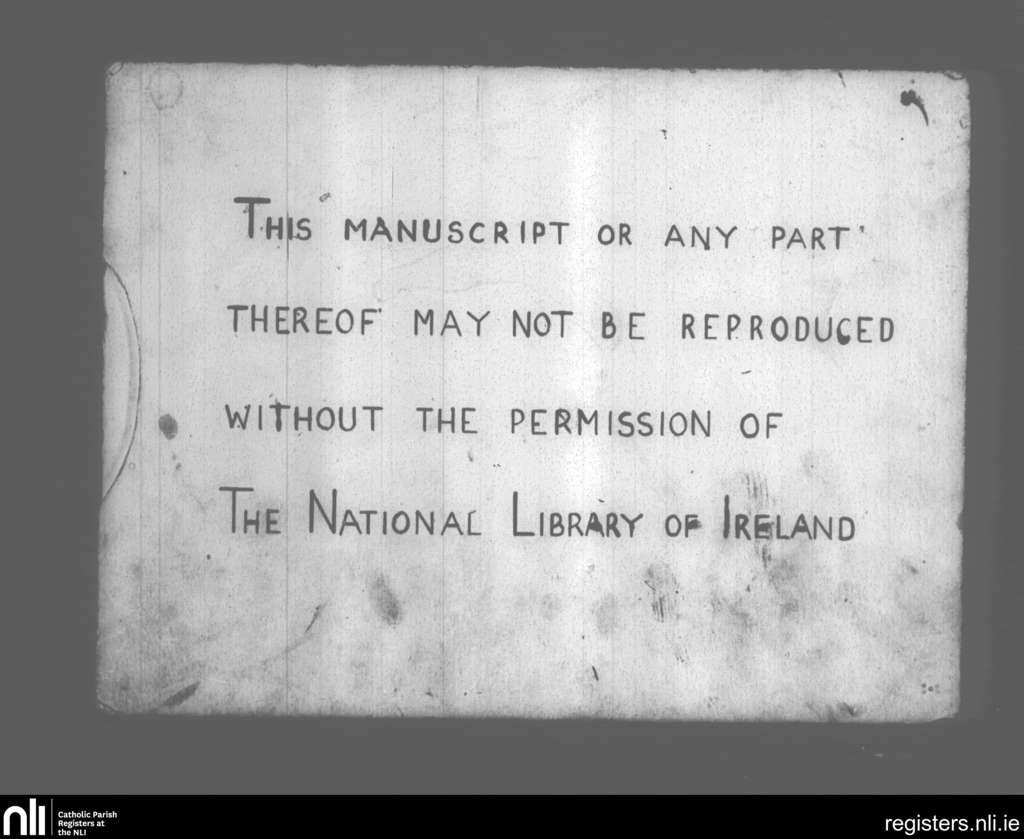 THIS MANUSCRIPT OR ANY PART
THEREOF MAY NOT BE REPRODUCED
WITHOUT THE PERMISSION OF
THE NATIONAL LIBRARY OF IRELAND
nli
Catholic Parish
Registers at
the NLI
registers.nli.ie